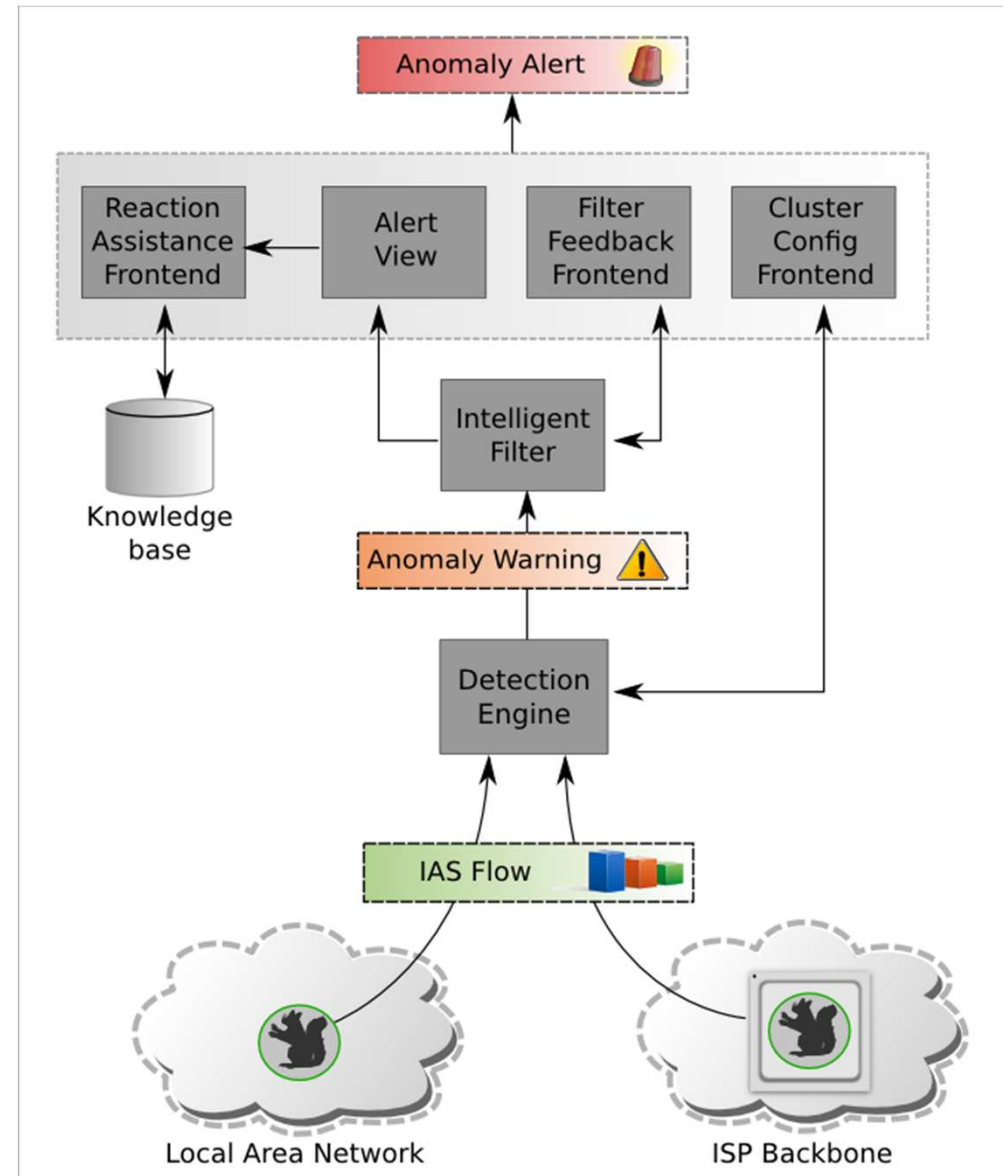 Anomaly Alert
Reaction
Assistance
Frontend
Alert
View
Filter
Feedback
Frontend
Cluster
Config
Frontend
Intelligent
Filter
Knowledge
base
Anomaly Warning
Detection
Engine
IAS Flow
Local Area Network
ISP Backbone